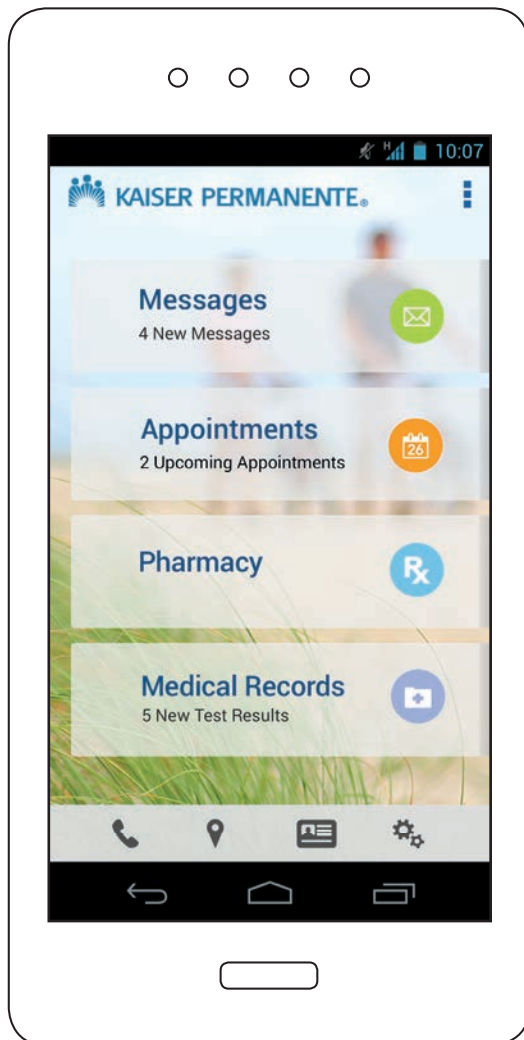 H 10:07
KAISER PERMANENTE®
Messages
4 New Messages
Appointments
2 Upcoming Appointments
26
Pharmacy
Rx
Medical Records
5 New Test Results